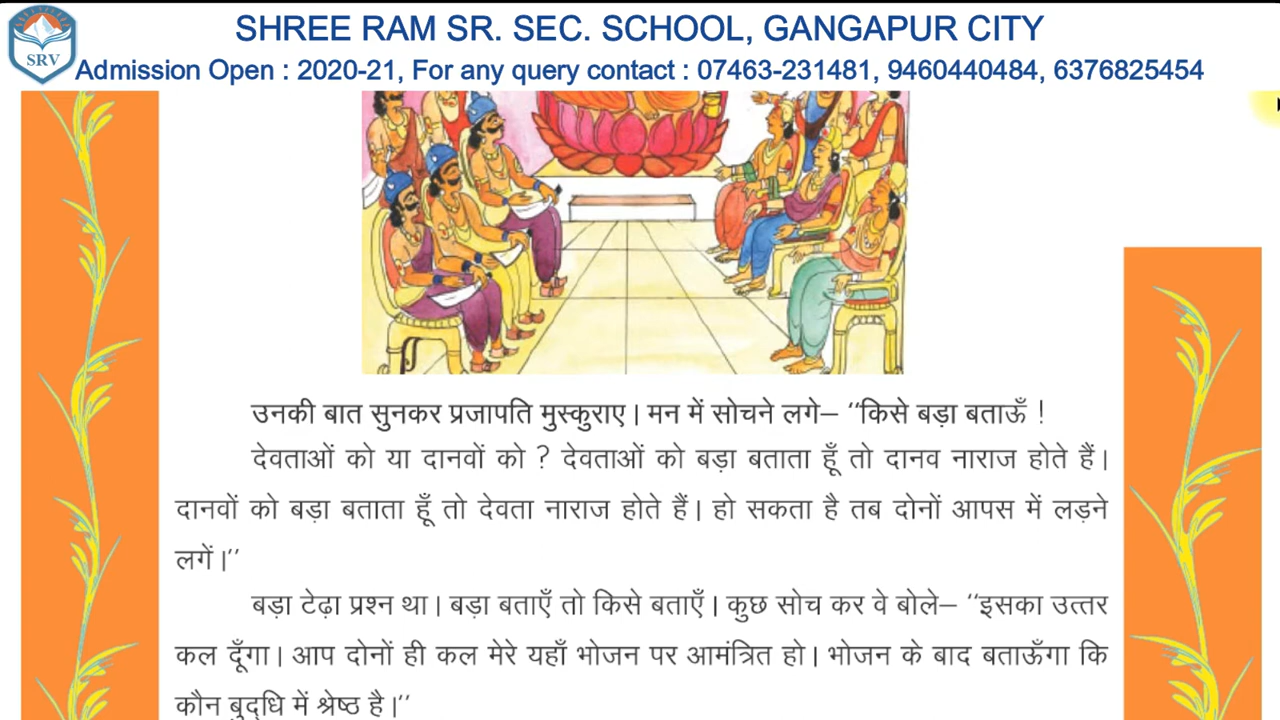 SHREE RAM SR. SEC. SCHOOL, GANGAPUR CITY
SRV
Admission Open : 2020-21, For any query contact : 07463-231481, 9460440484, 6376825454
उनकी बात सुनकर प्रजापति मुस्कुराए। मन में सोचने लगे– ‘‘किसे बड़ा बताऊँ !
देवताओं को या दानवों को ? देवताओं को बड़ा बताता हूँ तो दानव नाराज होते हैं।
दानवों को बड़ा बताता हूँ तो देवता नाराज होते हैं। हो सकता है तब दोनों आपस में लड़ने
लगें।’’
बड़ा टेढ़ा प्रश्न था। बड़ा बताएँ तो किसे बताएँ। कुछ सोच कर वे बोले– ‘‘इसका उत्तर
कल दूँगा। आप दोनों ही कल मेरे यहाँ भोजन पर आमंत्रित हो। भोजन के बाद बताऊँगा कि
कौन बुद्धि में श्रेष्ठ है।’’